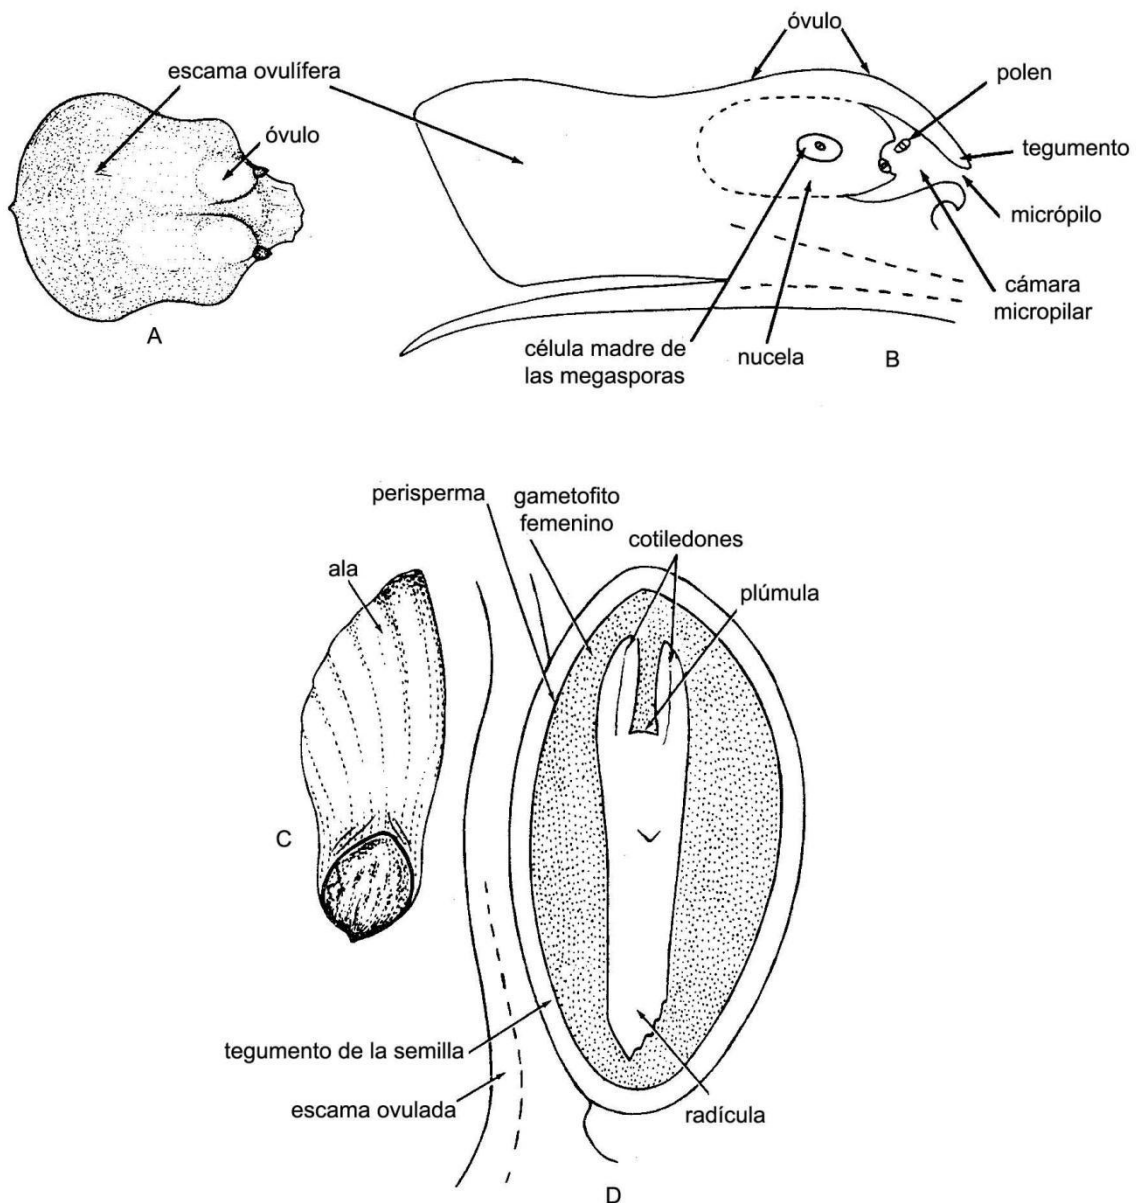 escama ovulífera
óvulo
A
óvulo
polen
tegumento
micrópilo
cámara
micropilar
célula madre de
las megasporas
nucela
B
perisperma
gametofito
femenino
cotiledones
plúmula
ala
C
tegumento de la semilla
escama ovulada
radícula
D